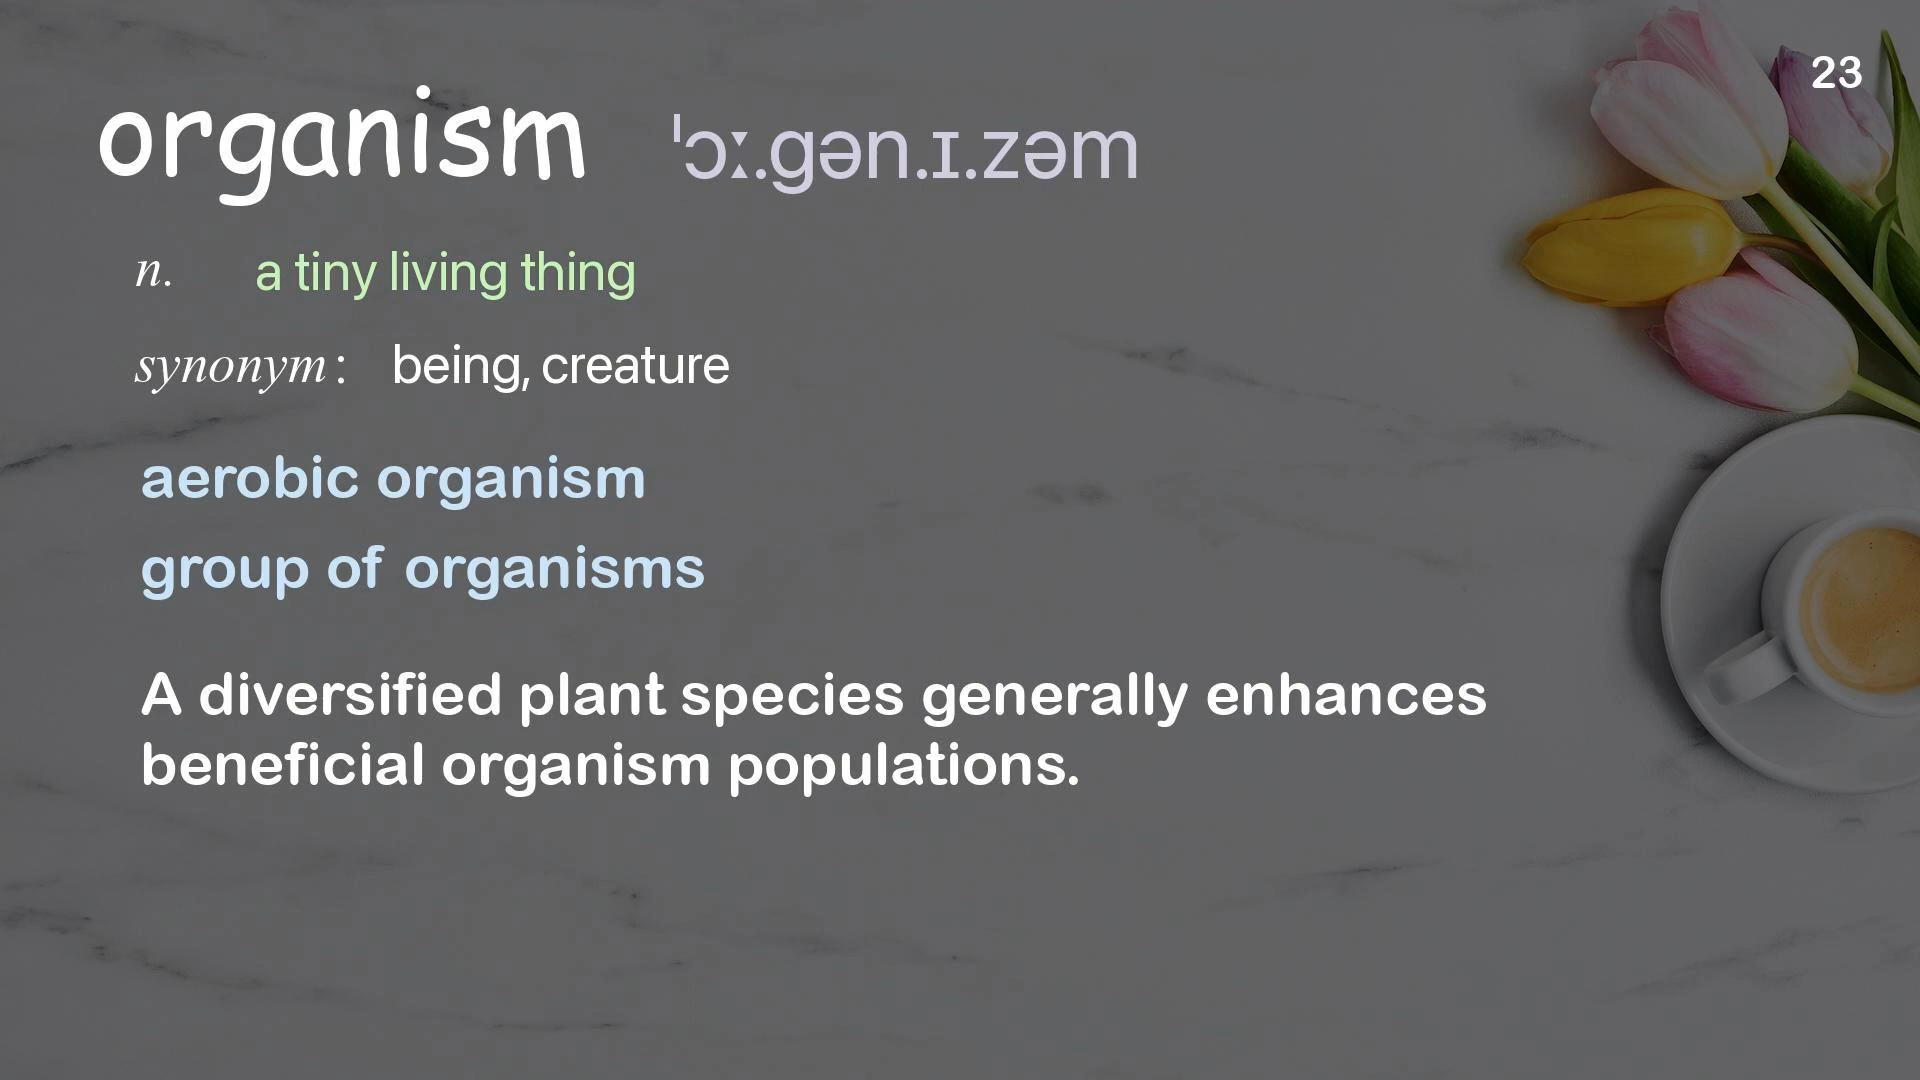 23
organism ˈɔː.gən.ɪ.zəm
n. a tiny living thing
synonym: being, creature
aerobic organism
group of organisms
A diversified plant species generally enhances
beneficial organism populations.